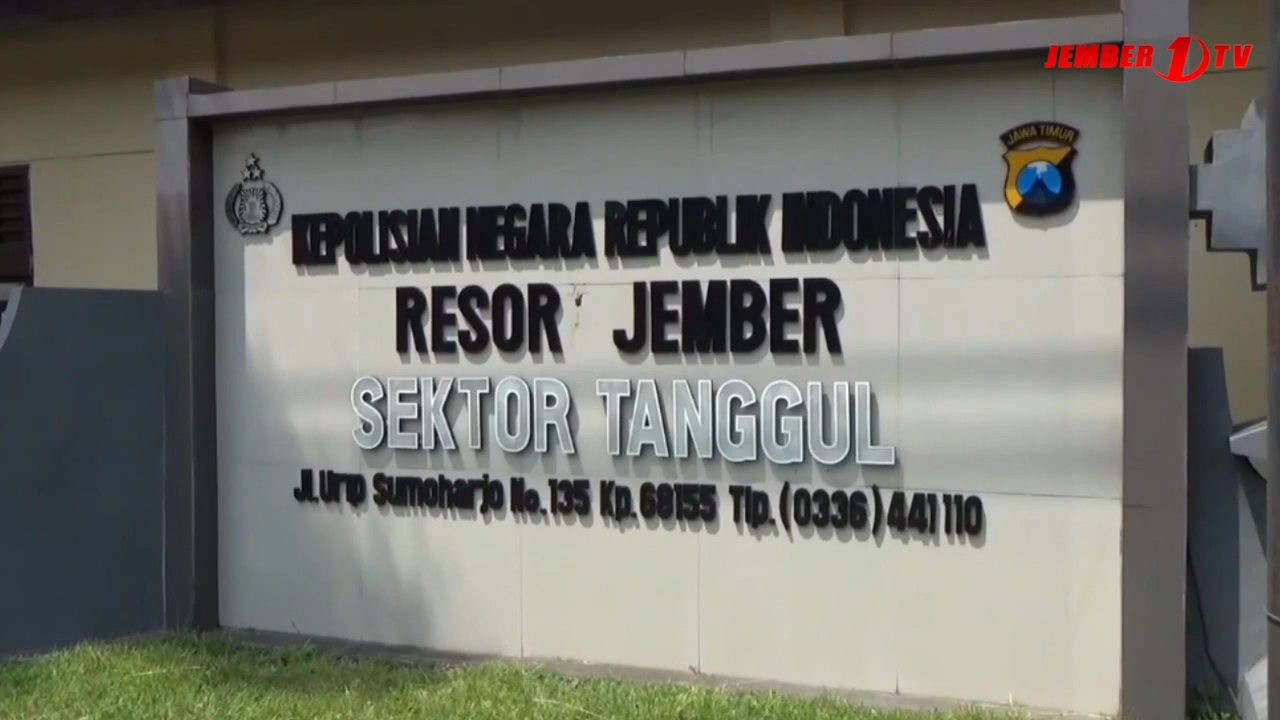 JEMBER 1 TV
JAWA TIMUR
KEPOLISIAN NEGARA REPUBLIK INDONESIA
RESOR JEMBER
SEKTOR TANGGUL
Jl. Urip Sumoharjo No.135 Kp.68155 Tlp.(0336)441110